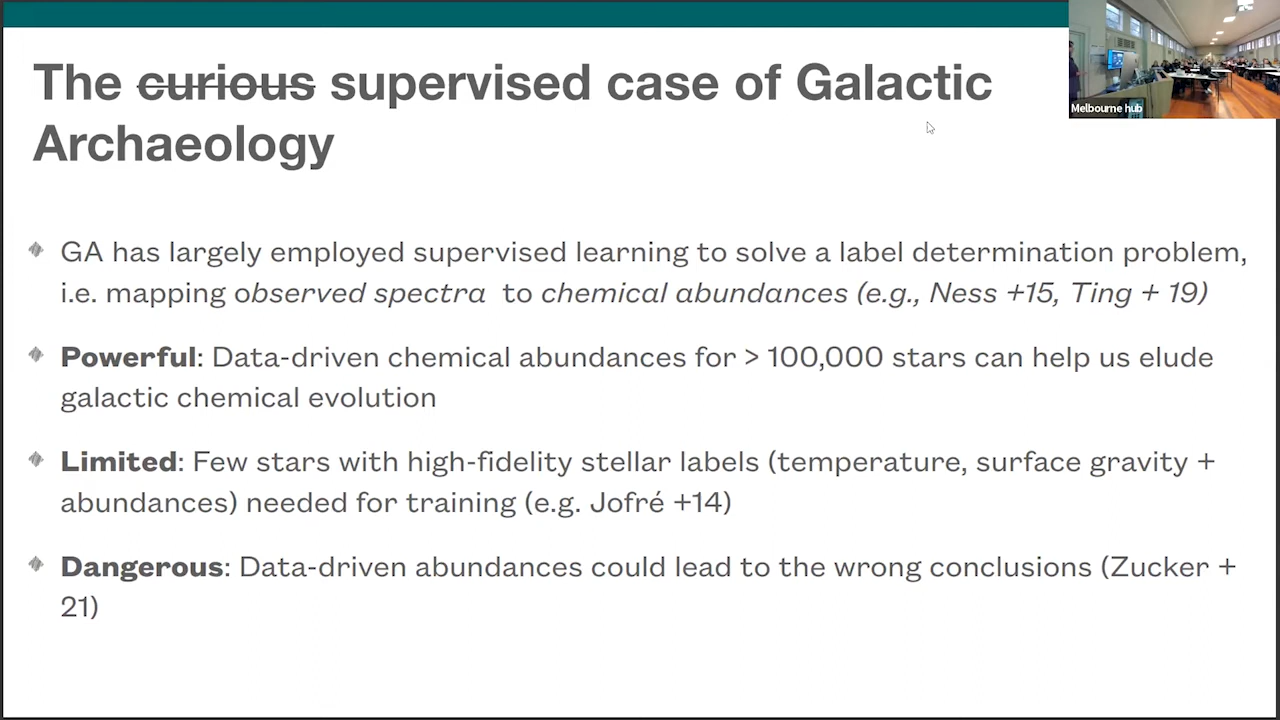 The curious supervised case of Galactic
Archaeology
Melbourne hub
GA has largely employed supervised learning to solve a label determination problem,
i.e. mapping observed spectra to chemical abundances (e.g., Ness +15, Ting + 19)
Powerful: Data-driven chemical abundances for > 100,000 stars can help us elude
galactic chemical evolution
Limited: Few stars with high-fidelity stellar labels (temperature, surface gravity +
abundances) needed for training (e.g. Jofré +14)
Dangerous: Data-driven abundances could lead to the wrong conclusions (Zucker +
21)